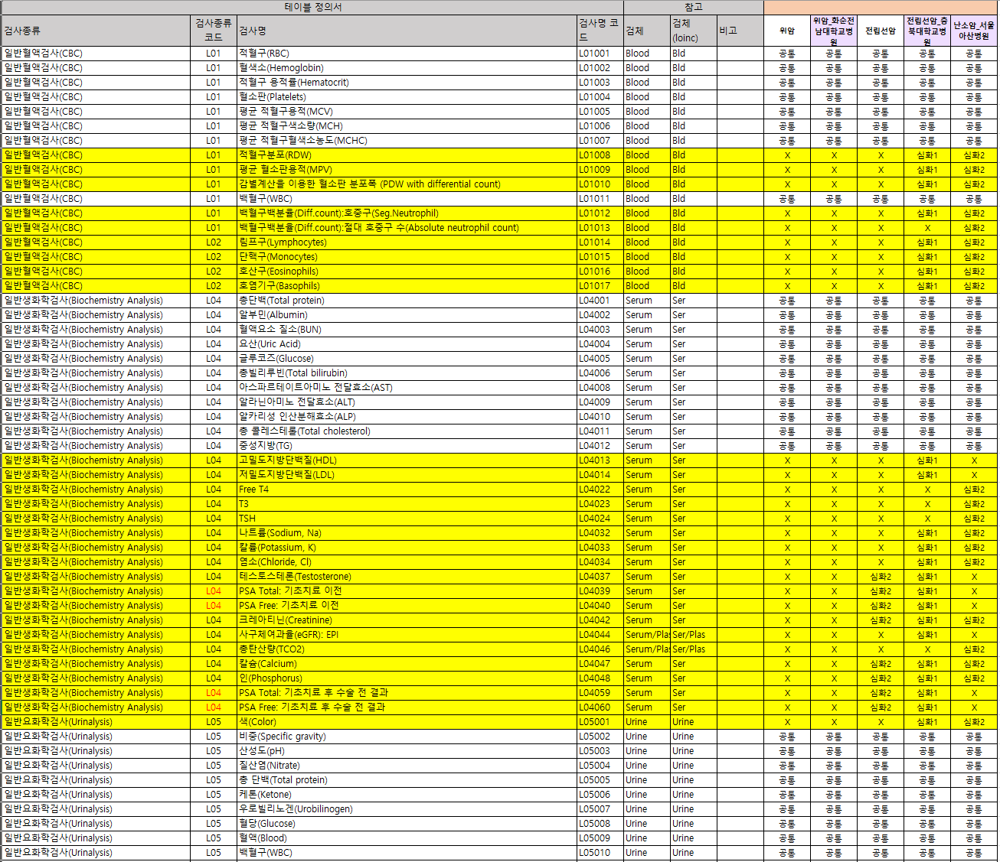 테이블 정의서 참고
검사종류 검사종류 코드 검사명 검사명 코드 검체 검체 (loinc) 비고 위암 위암_화순전남대학교병원 전립선암 전립선암_충북대학교병원 난소암_서울아산병원
일반혈액검사(CBC) L01 적혈구(RBC) L01001 Blood Bld 공통 공통 공통 공통 공통
일반혈액검사(CBC) L01 혈색소(Hemoglobin) L01002 Blood Bld 공통 공통 공통 공통 공통
일반혈액검사(CBC) L01 적혈구 용적률(Hematocrit) L01003 Blood Bld 공통 공통 공통 공통 공통
일반혈액검사(CBC) L01 혈소판(Platelets) L01004 Blood Bld 공통 공통 공통 공통 공통
일반혈액검사(CBC) L01 평균 적혈구용적(MCV) L01005 Blood Bld 공통 공통 공통 공통 공통
일반혈액검사(CBC) L01 평균 적혈구색소량(MCH) L01006 Blood Bld 공통 공통 공통 공통 공통
일반혈액검사(CBC) L01 평균 적혈구혈색소농도(MCHC) L01007 Blood Bld 공통 공통 공통 공통 공통
일반혈액검사(CBC) L01 적혈구분포(RDW) L01008 Blood Bld X X X 심화1 심화2
일반혈액검사(CBC) L01 평균 혈소판용적(MPV) L01009 Blood Bld X X X 심화1 심화2
일반혈액검사(CBC) L01 감별계산을 이용한 혈소판 분포폭 (PDW with differential count) L01010 Blood Bld X X X 심화1 심화2
일반혈액검사(CBC) L01 백혈구(WBC) L01011 Blood Bld 공통 공통 공통 공통 공통
일반혈액검사(CBC) L01 백혈구백분율(Diff.count):호중구(Seg.Neutrophil) L01012 Blood Bld X X X 심화1 심화2
일반혈액검사(CBC) L01 백혈구백분율(Diff.count):절대 호중구 수(Absolute neutrophil count) L01013 Blood Bld X X X X 심화2
일반혈액검사(CBC) L02 림프구(Lymphocytes) L01014 Blood Bld X X X 심화1 심화2
일반혈액검사(CBC) L02 단핵구(Monocytes) L01015 Blood Bld X X X 심화1 심화2
일반혈액검사(CBC) L02 호산구(Eosinophils) L01016 Blood Bld X X X 심화1 심화2
일반혈액검사(CBC) L02 호염기구(Basophils) L01017 Blood Bld X X X 심화1 심화2
일반생화학검사(Biochemistry Analysis) L04 총단백(Total protein) L04001 Serum Ser 공통 공통 공통 공통 공통
일반생화학검사(Biochemistry Analysis) L04 알부민(Albumin) L04002 Serum Ser 공통 공통 공통 공통 공통
일반생화학검사(Biochemistry Analysis) L04 혈액요소 질소(BUN) L04003 Serum Ser 공통 공통 공통 공통 공통
일반생화학검사(Biochemistry Analysis) L04 요산(Uric Acid) L04004 Serum Ser 공통 공통 공통 공통 공통
일반생화학검사(Biochemistry Analysis) L04 글루코즈(Glucose) L04005 Serum Ser 공통 공통 공통 공통 공통
일반생화학검사(Biochemistry Analysis) L04 총빌리루빈(Total bilirubin) L04006 Serum Ser 공통 공통 공통 공통 공통
일반생화학검사(Biochemistry Analysis) L04 아스파르테이트아미노 전달효소(AST) L04008 Serum Ser 공통 공통 공통 공통 공통
일반생화학검사(Biochemistry Analysis) L04 알라닌아미노 전달효소(ALT) L04009 Serum Ser 공통 공통 공통 공통 공통
일반생화학검사(Biochemistry Analysis) L04 알카리성 인산분해효소(ALP) L04010 Serum Ser 공통 공통 공통 공통 공통
일반생화학검사(Biochemistry Analysis) L04 총 콜레스테롤(Total cholesterol) L04011 Serum Ser 공통 공통 공통 공통 공통
일반생화학검사(Biochemistry Analysis) L04 중성지방(TG) L04012 Serum Ser 공통 공통 공통 공통 공통
일반생화학검사(Biochemistry Analysis) L04 고밀도지방단백질(HDL) L04013 Serum Ser X X X 심화1 X
일반생화학검사(Biochemistry Analysis) L04 저밀도지방단백질(LDL) L04014 Serum Ser X X X 심화1 X
일반생화학검사(Biochemistry Analysis) L04 Free T4 L04022 Serum Ser X X X X 심화2
일반생화학검사(Biochemistry Analysis) L04 T3 L04023 Serum Ser X X X X 심화2
일반생화학검사(Biochemistry Analysis) L04 TSH L04024 Serum Ser X X X X 심화2
일반생화학검사(Biochemistry Analysis) L04 나트륨(Sodium, Na) L04032 Serum Ser X X X 심화1 심화2
일반생화학검사(Biochemistry Analysis) L04 칼륨(Potassium, K) L04033 Serum Ser X X X 심화1 심화2
일반생화학검사(Biochemistry Analysis) L04 염소(Chloride, Cl) L04034 Serum Ser X X X 심화1 심화2
일반생화학검사(Biochemistry Analysis) L04 테스토스테론(Testosterone) L04037 Serum Ser X X 심화2 심화1 X
일반생화학검사(Biochemistry Analysis) L04 PSA Total: 기초치료 이전 L04039 Serum Ser X X 심화2 심화1 X
일반생화학검사(Biochemistry Analysis) L04 PSA Free: 기초치료 이전 L04040 Serum Ser X X 심화2 심화1 X
일반생화학검사(Biochemistry Analysis) L04 크레아티닌(Creatinine) L04042 Serum Ser X X 심화2 심화1 심화2
일반생화학검사(Biochemistry Analysis) L04 사구체여과율(eGFR): EPI L04044 Serum/Plas Ser/Plas X X X 심화1 X
일반생화학검사(Biochemistry Analysis) L04 총탄산량(TCO2) L04046 Serum/Plas Ser/Plas X X X X 심화2
일반생화학검사(Biochemistry Analysis) L04 칼슘(Calcium) L04047 Serum Ser X X 심화2 심화1 심화2
일반생화학검사(Biochemistry Analysis) L04 인(Phosphorus) L04048 Serum Ser X X 심화2 심화1 심화2
일반생화학검사(Biochemistry Analysis) L04 PSA Total: 기초치료 후 수술 전 결과 L04059 Serum Ser X X 심화2 심화1 X
일반생화학검사(Biochemistry Analysis) L04 PSA Free: 기초치료 후 수술 전 결과 L04060 Serum Ser X X 심화2 심화1 X
일반요화학검사(Urinalysis) L05 색(Color) L05001 Urine Urine X X X 심화1 심화2
일반요화학검사(Urinalysis) L05 비중(Specific gravity) L05002 Urine Urine 공통 공통 공통 공통 공통
일반요화학검사(Urinalysis) L05 산성도(pH) L05003 Urine Urine 공통 공통 공통 공통 공통
일반요화학검사(Urinalysis) L05 질산염(Nitrate) L05004 Urine Urine 공통 공통 공통 공통 공통
일반요화학검사(Urinalysis) L05 총 단백(Total protein) L05005 Urine Urine 공통 공통 공통 공통 공통
일반요화학검사(Urinalysis) L05 케톤(Ketone) L05006 Urine Urine 공통 공통 공통 공통 공통
일반요화학검사(Urinalysis) L05 우로빌리노겐(Urobilinogen) L05007 Urine Urine 공통 공통 공통 공통 공통
일반요화학검사(Urinalysis) L05 혈당(Glucose) L05008 Urine Urine 공통 공통 공통 공통 공통
일반요화학검사(Urinalysis) L05 혈액(Blood) L05009 Urine Urine 공통 공통 공통 공통 공통
일반요화학검사(Urinalysis) L05 백혈구(WBC) L05010 Urine Urine 공통 공통 공통 공통 공통